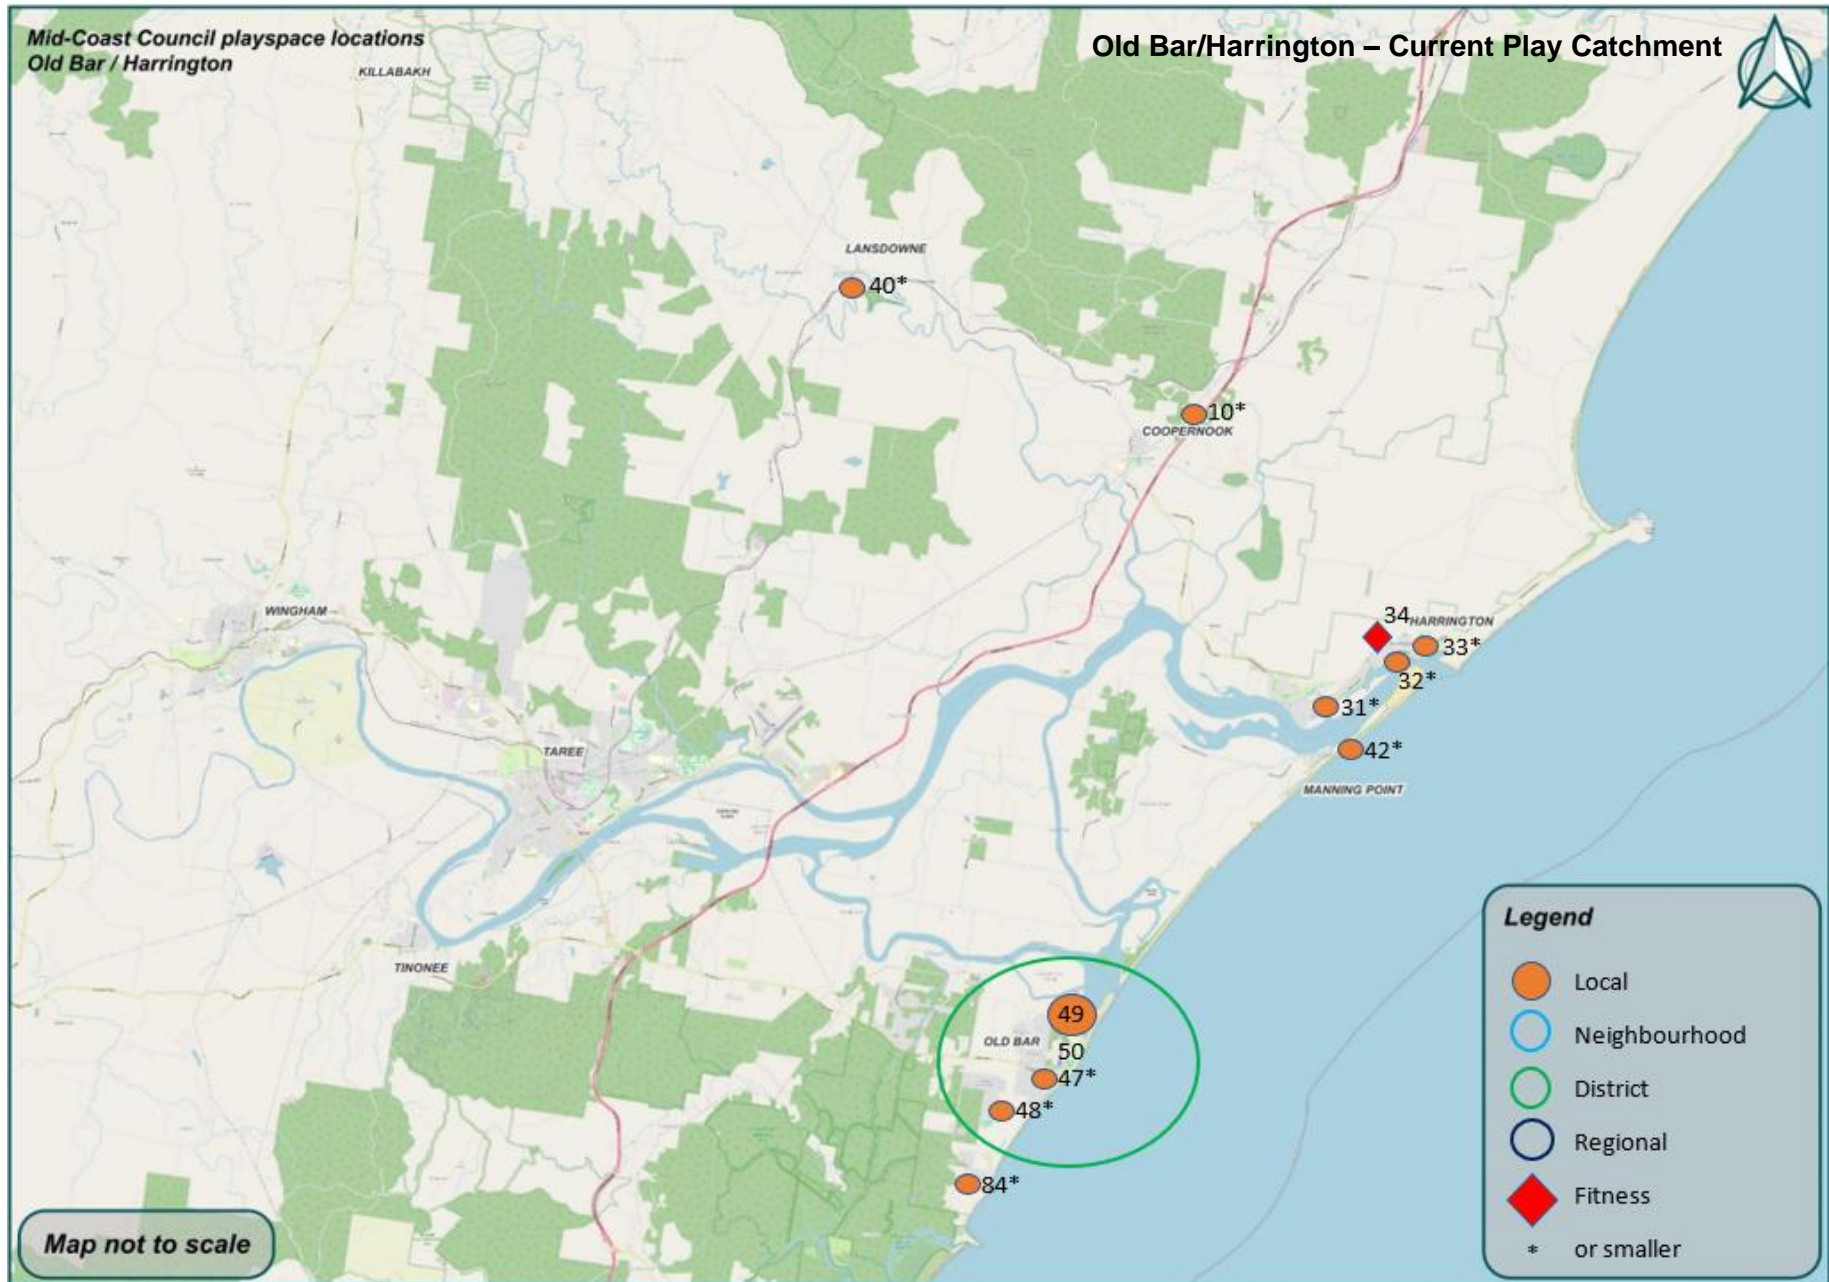 Mid-Coast Council playspace locations
Old Bar / Harrington
Old Bar/Harrington – Current Play Catchment
KILLABAKH
LANSDOWNE
40*
10*
COOPERNOOK
WINGHAM
34
HARRINGTON
33*
32*
31*
42*
MANNING POINT
TAREE
TINONEE
49
OLD BAR
50
47*
48*
84*
Legend
Local
Neighbourhood
District
Regional
Fitness
* or smaller
Map not to scale